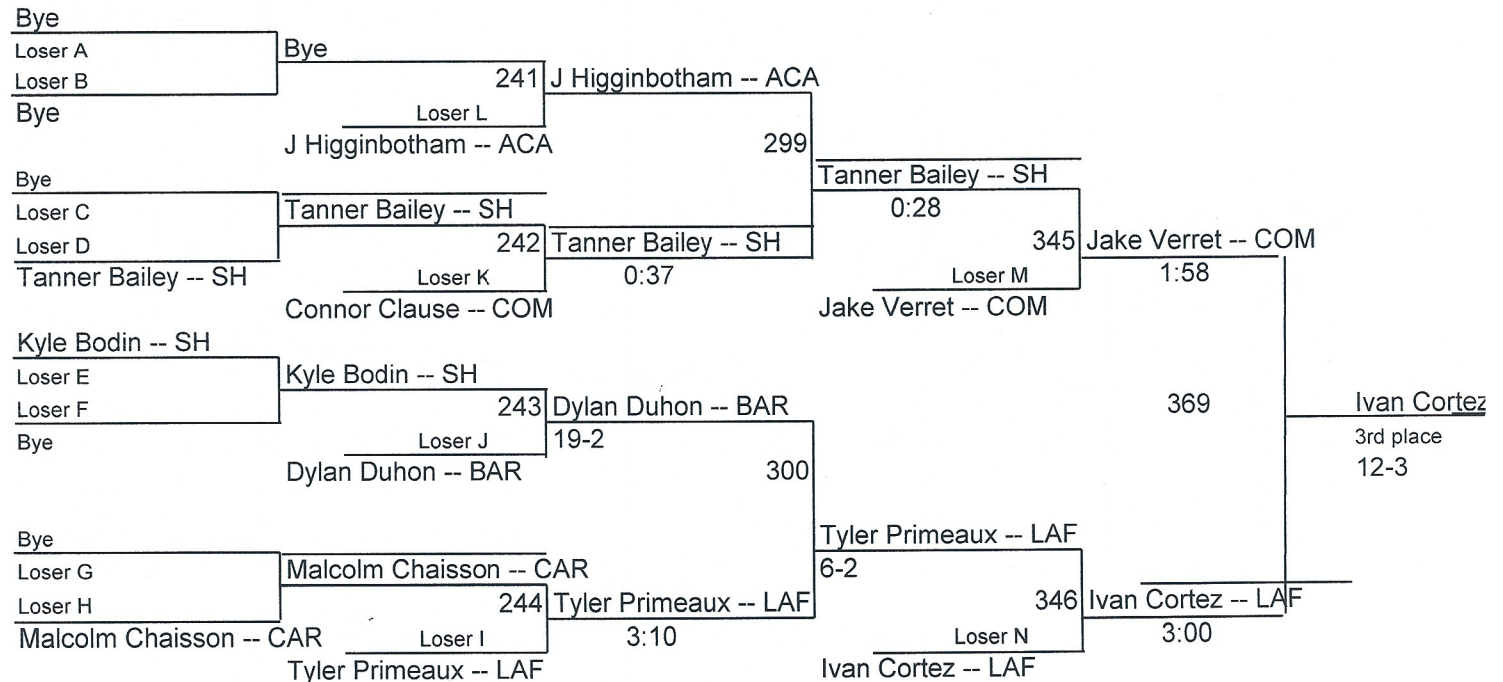 Bye
Loser A
Bye
Loser B
241
J Higginbotham -- ACA
Bye
Loser L
J Higginbotham -- ACA
299
Bye
Tanner Bailey -- SH
Loser C
Tanner Bailey -- SH
0:28
Loser D
242
Tanner Bailey -- SH
345
Jake Verret -- COM
Tanner Bailey -- SH
Loser K
0:37
Loser M
1:58
Connor Clause -- COM
Jake Verret -- COM
Kyle Bodin -- SH
Loser E
Kyle Bodin -- SH
Loser F
243
Dylan Duhon -- BAR
369
Ivan Cortez
Bye
Loser J
19-2
3rd place
Dylan Duhon -- BAR
300
12-3
Bye
Tyler Primeaux -- LAF
Loser G
Malcolm Chaisson -- CAR
6-2
Loser H
244
Tyler Primeaux -- LAF
346
Ivan Cortez -- LAF
Malcolm Chaisson -- CAR
Loser I
3:10
Loser N
3:00
Tyler Primeaux -- LAF
Ivan Cortez -- LAF